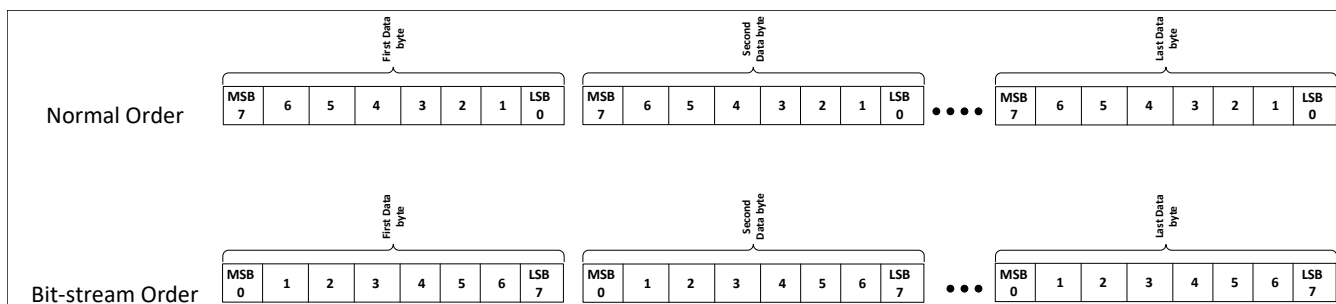 First Data
byte
Second
Data byte
Last Data
byte
Normal Order
MSB LSB MSB LSB MSB LSB
7 6 5 4 3 2 1 0 7 6 5 4 3 2 1 0 7 6 5 4 3 2 1 0
First Data
byte
Second
Data byte
Last Data
byte
Bit-stream Order
MSB LSB MSB LSB MSB LSB
0 1 2 3 4 5 6 7 0 1 2 3 4 5 6 7 0 1 2 3 4 5 6 7